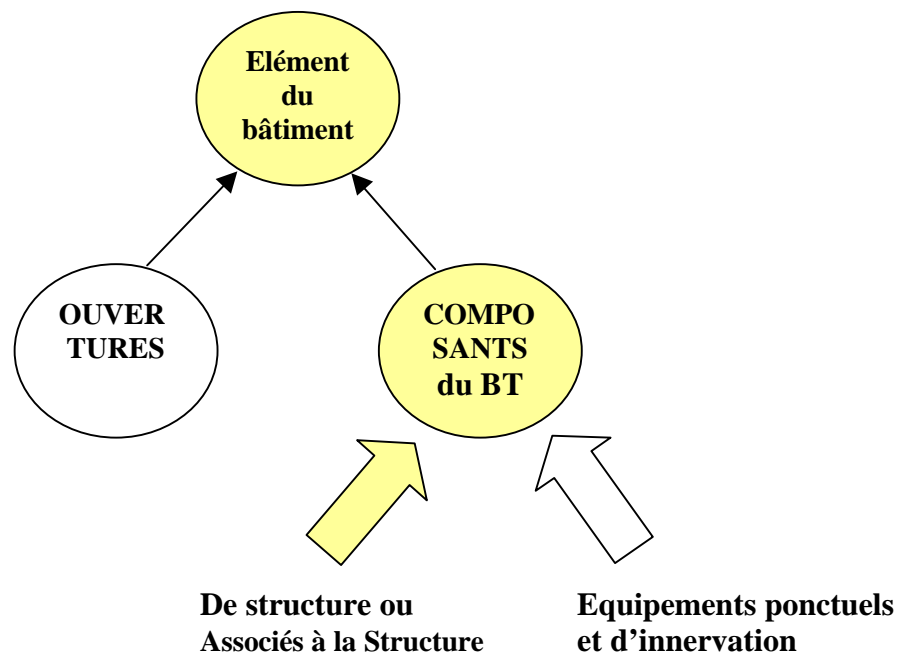 Elément
du
bâtiment
OUVER
TURES
COMPO
SANTS
du BT
De structure ou
Associés à la Structure
Equipements ponctuels
et d'innervation